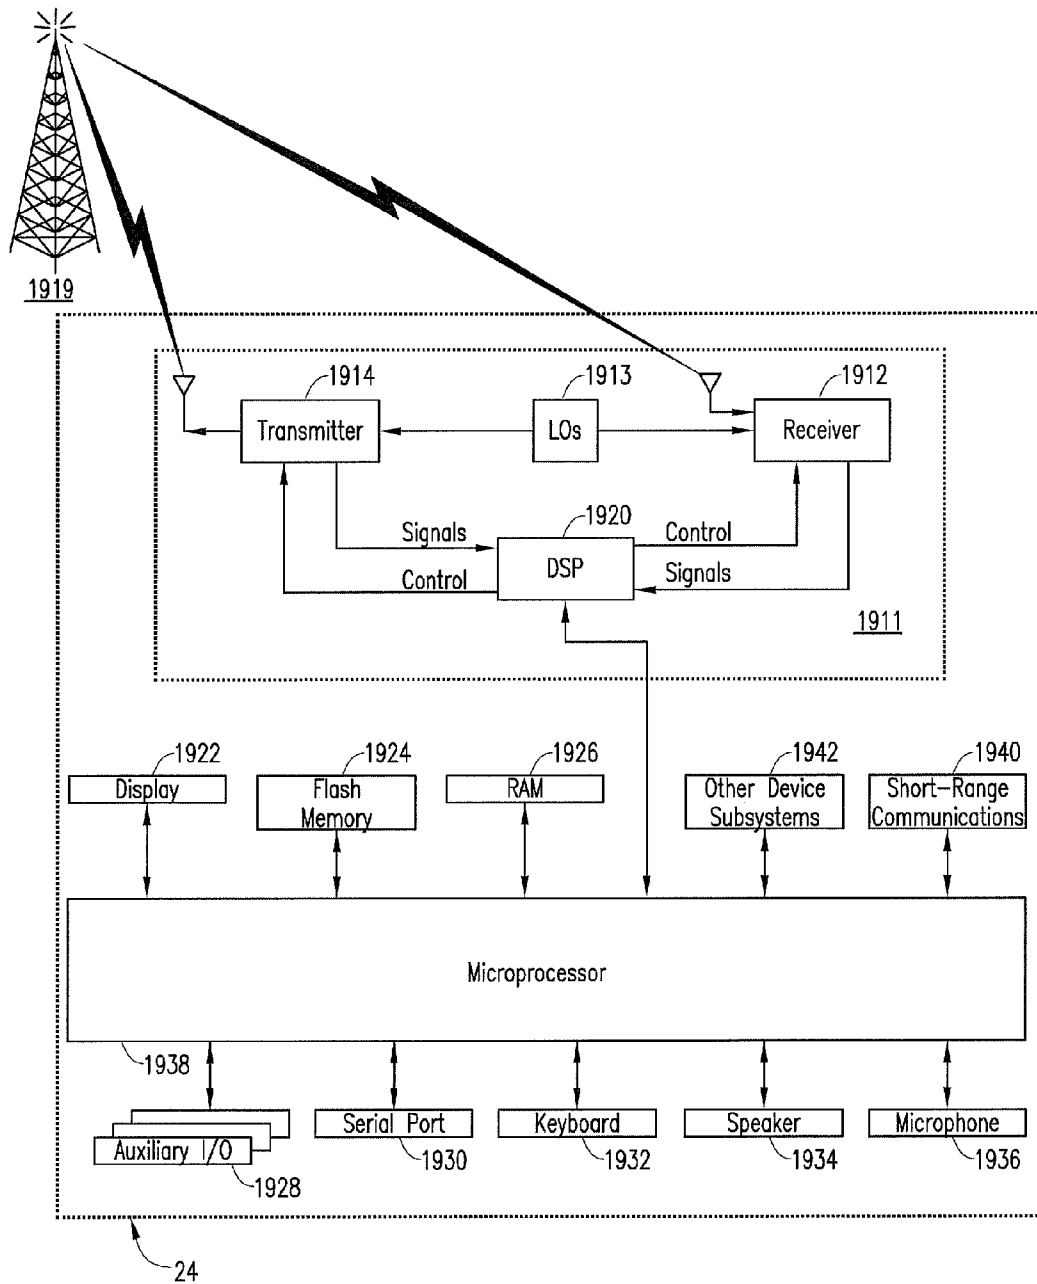 1919
1914
1913
1912
Transmitter
LOs
Receiver
1920
Signals
Control
DSP
Control
Signals
1911
1922
1924
1926
1942
1940
Display
Flash
Memory
RAM
Other Device
Subsystems
Short-Range
Communications
Microprocessor
1938
Auxiliary I/O
Serial Port
Keyboard
Speaker
Microphone
1928
1930
1932
1934
1936
24